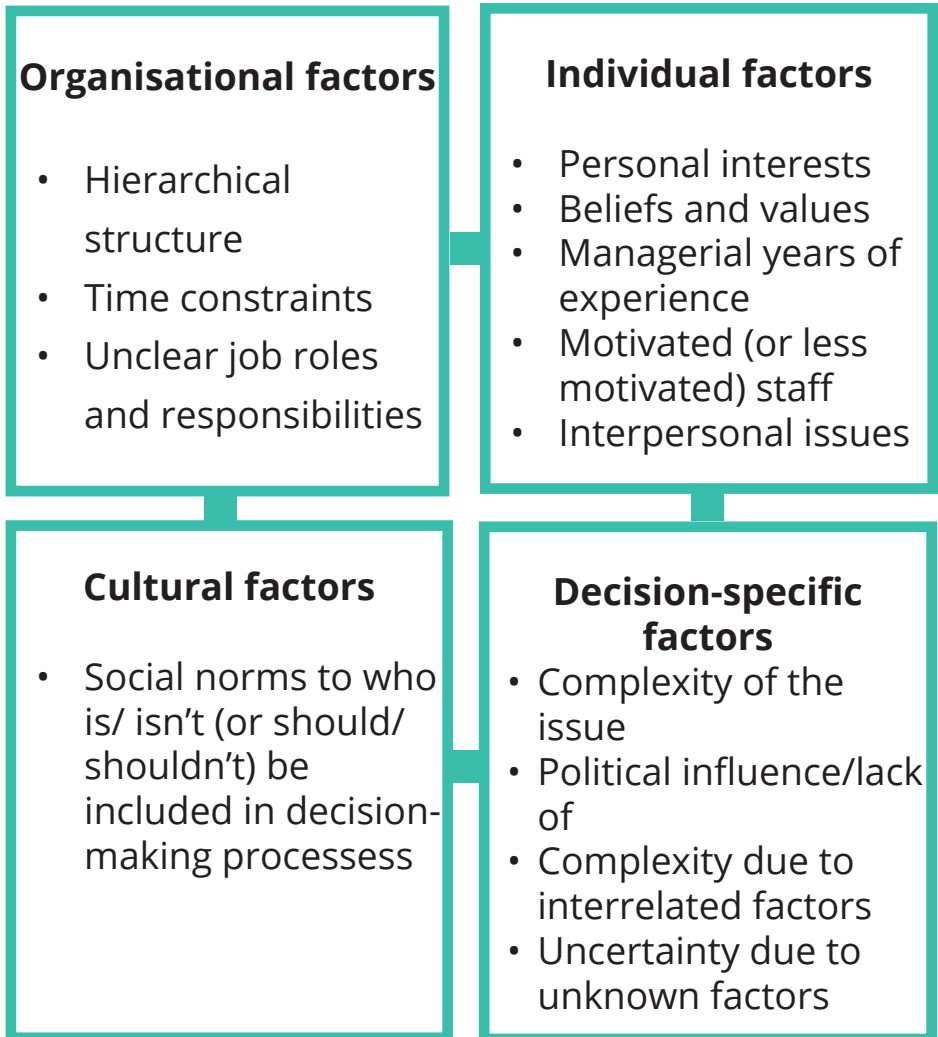 Organisational factors
• Hierarchical
structure
• Time constraints
• Unclear job roles
and responsibilities
Individual factors
• Personal interests
• Beliefs and values
• Managerial years of
experience
• Motivated (or less
motivated) staff
• Interpersonal issues
Cultural factors
• Social norms to who
is/ isn’t (or should/
shouldn’t) be
included in decision-
making processess
Decision-specific
factors
• Complexity of the
issue
• Political influence/lack
of
• Complexity due to
interrelated factors
• Uncertainty due to
unknown factors